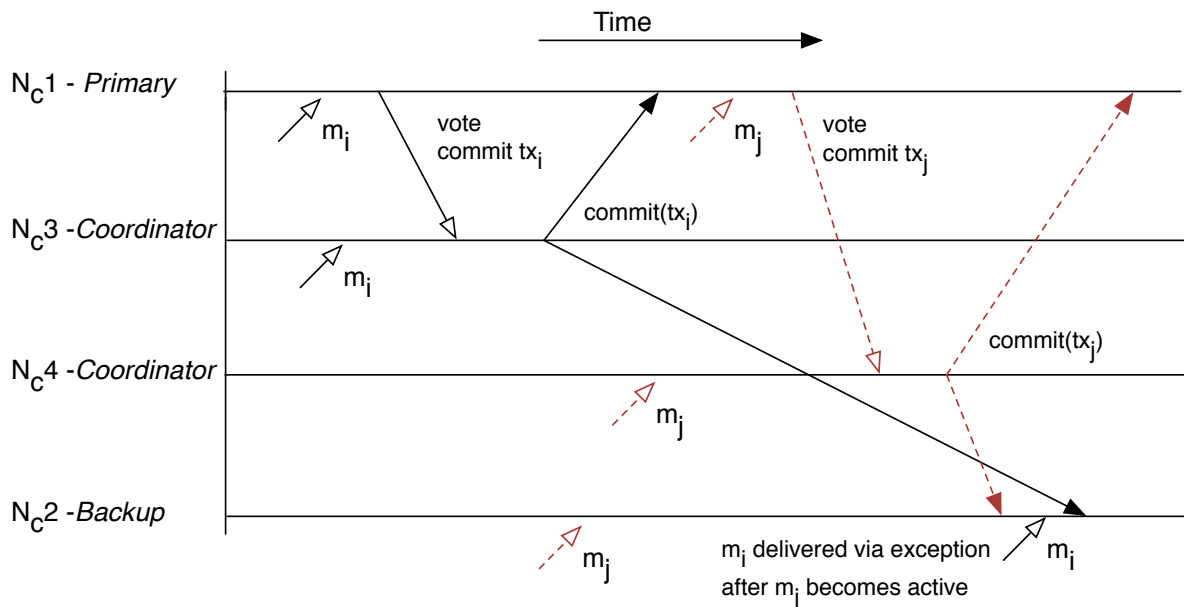 Time
Nc1 - Primary
mi
vote
commit txi
mj
vote
commit txj
Nc3 -Coordinator
commit(txi)
mi
Nc4 -Coordinator
commit(txj)
mj
Nc2 -Backup
mj
mi delivered via exception
after mj becomes active
mi